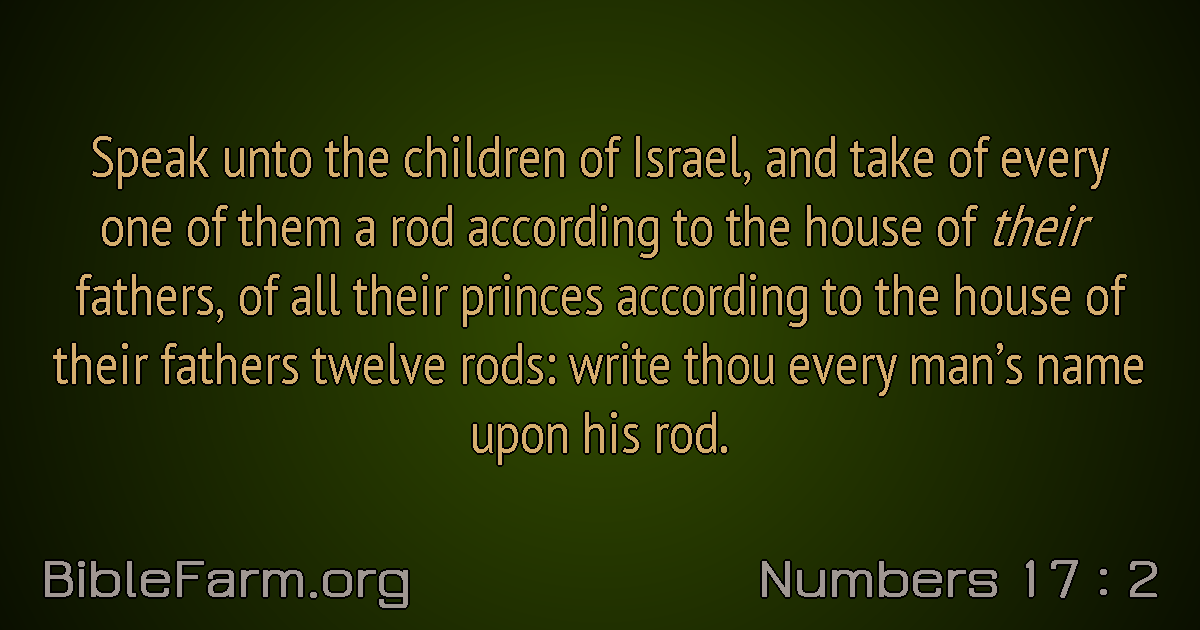 Speak unto the children of Israel, and take of every
one of them a rod according to the house of their
fathers, of all their princes according to the house of
their fathers twelve rods: write thou every man’s name
upon his rod.
BibleFarm.org
Numbers 17 : 2